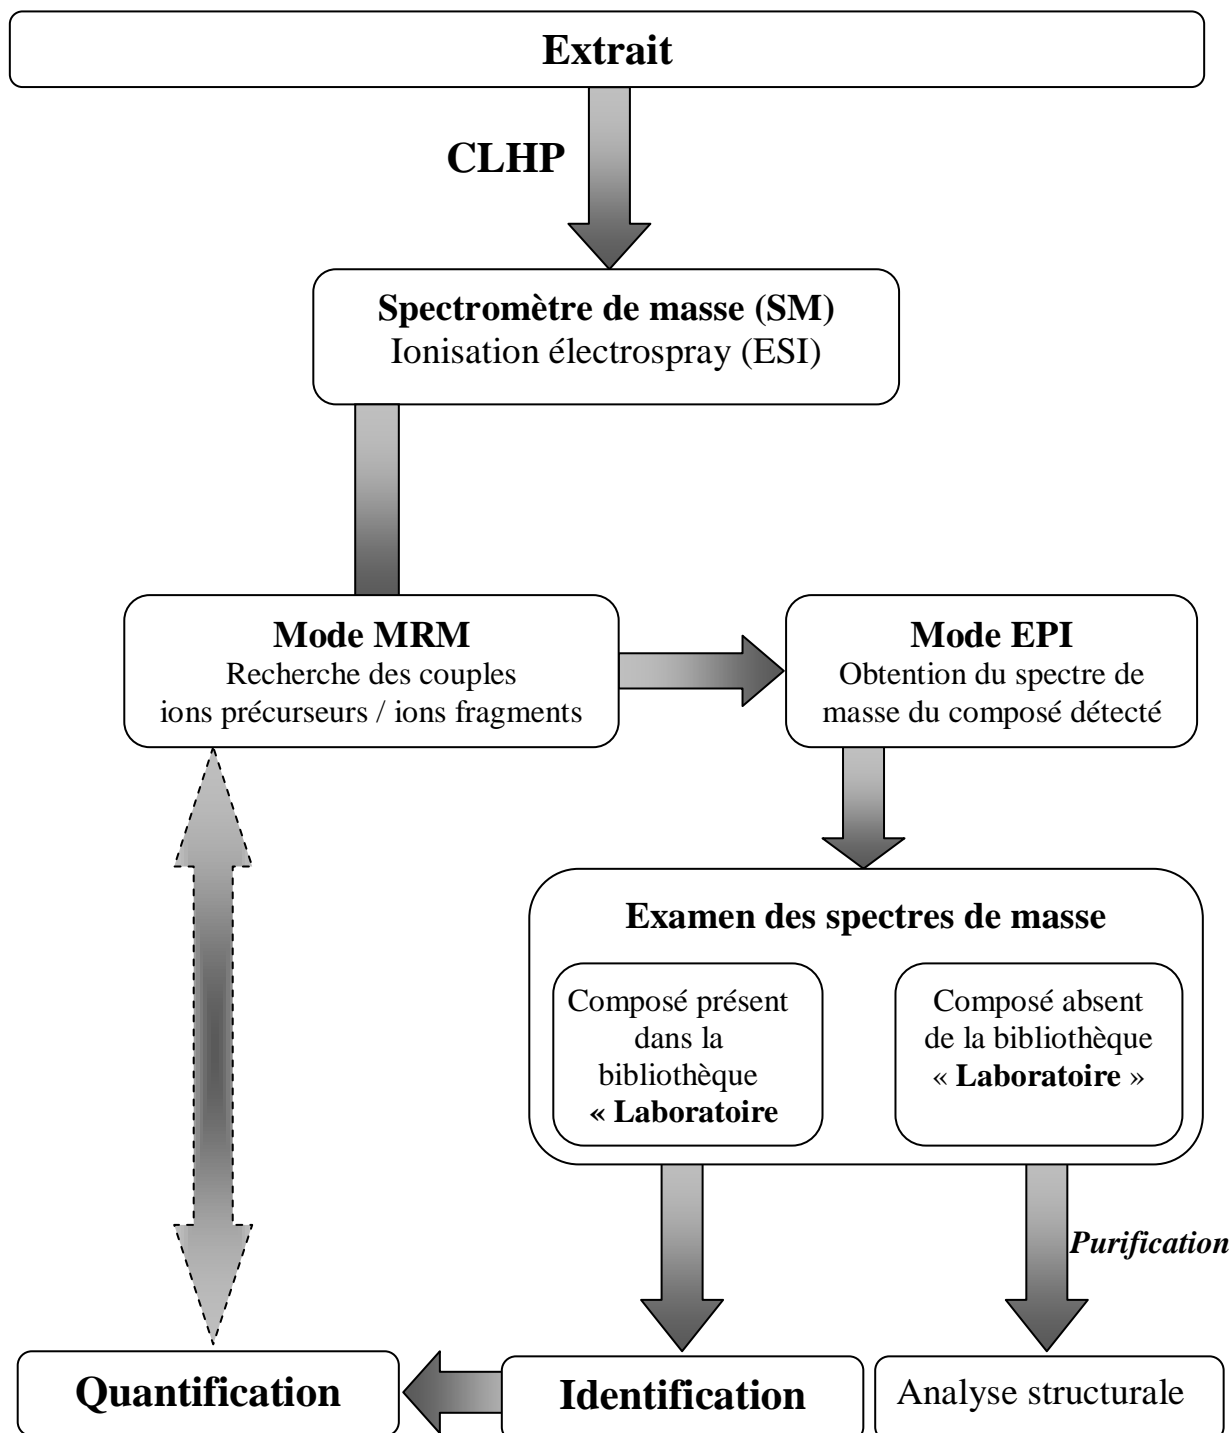 Extrait
CLHP
Spectromètre de masse (SM)
Ionisation électrospray (ESI)
Mode MRM
Recherche des couples
ions précurseurs / ions fragments
Mode EPI
Obtention du spectre de
masse du composé détecté
Examen des spectres de masse
Composé présent
dans la
bibliothèque
« Laboratoire
Composé absent
de la bibliothèque
« Laboratoire »
Purification
Quantification
Identification
Analyse structurale